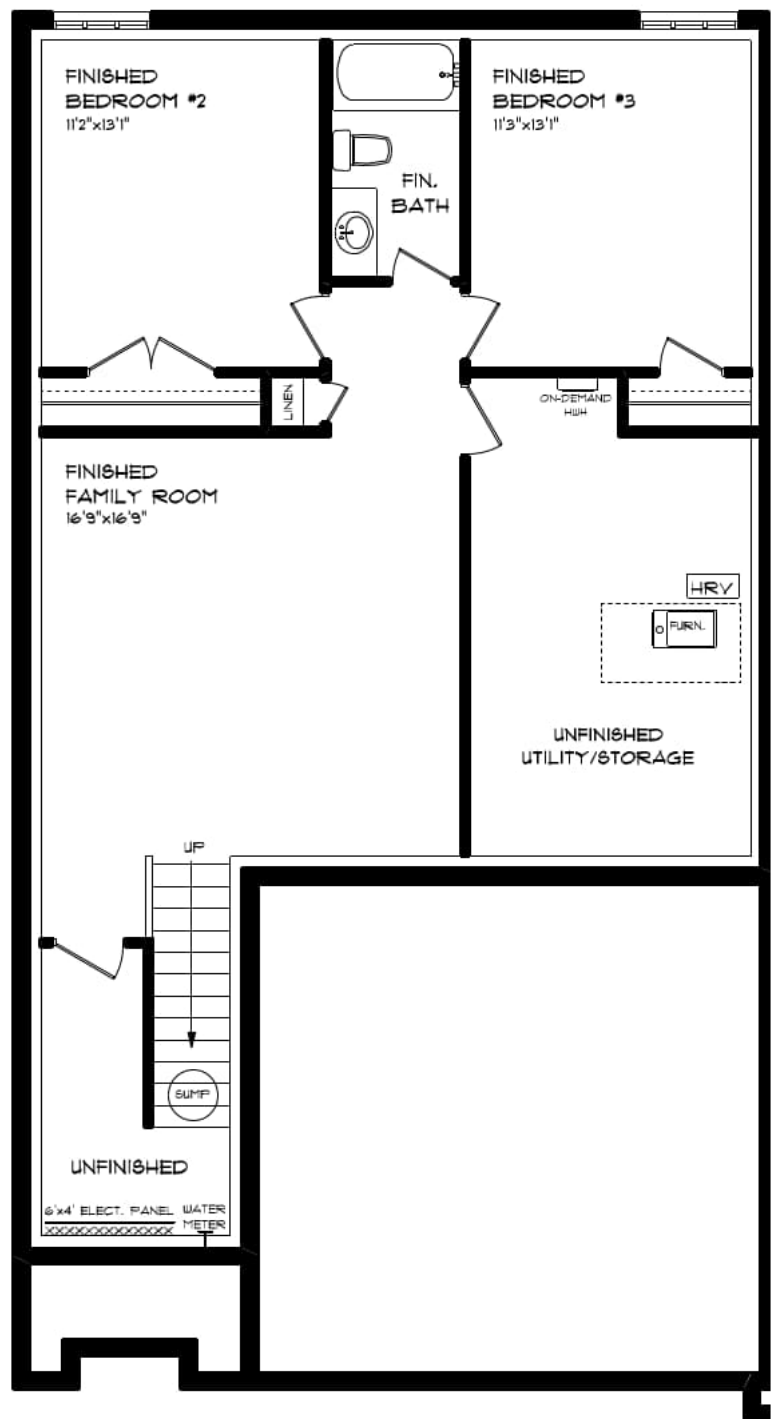 FINISHED
BEDROOM #2
11'2"x13'1"
FINISHED
BEDROOM #3
11'3"x13'1"
FIN.
BATH
LINEN
ON-DEMAND
HWH
FINISHED
FAMILY ROOM
16'9"x16'9"
HRV
FURN.
UNFINISHED
UTILITY/STORAGE
UP
SUMP
UNFINISHED
6'x4' ELECT. PANEL
WATER
METER